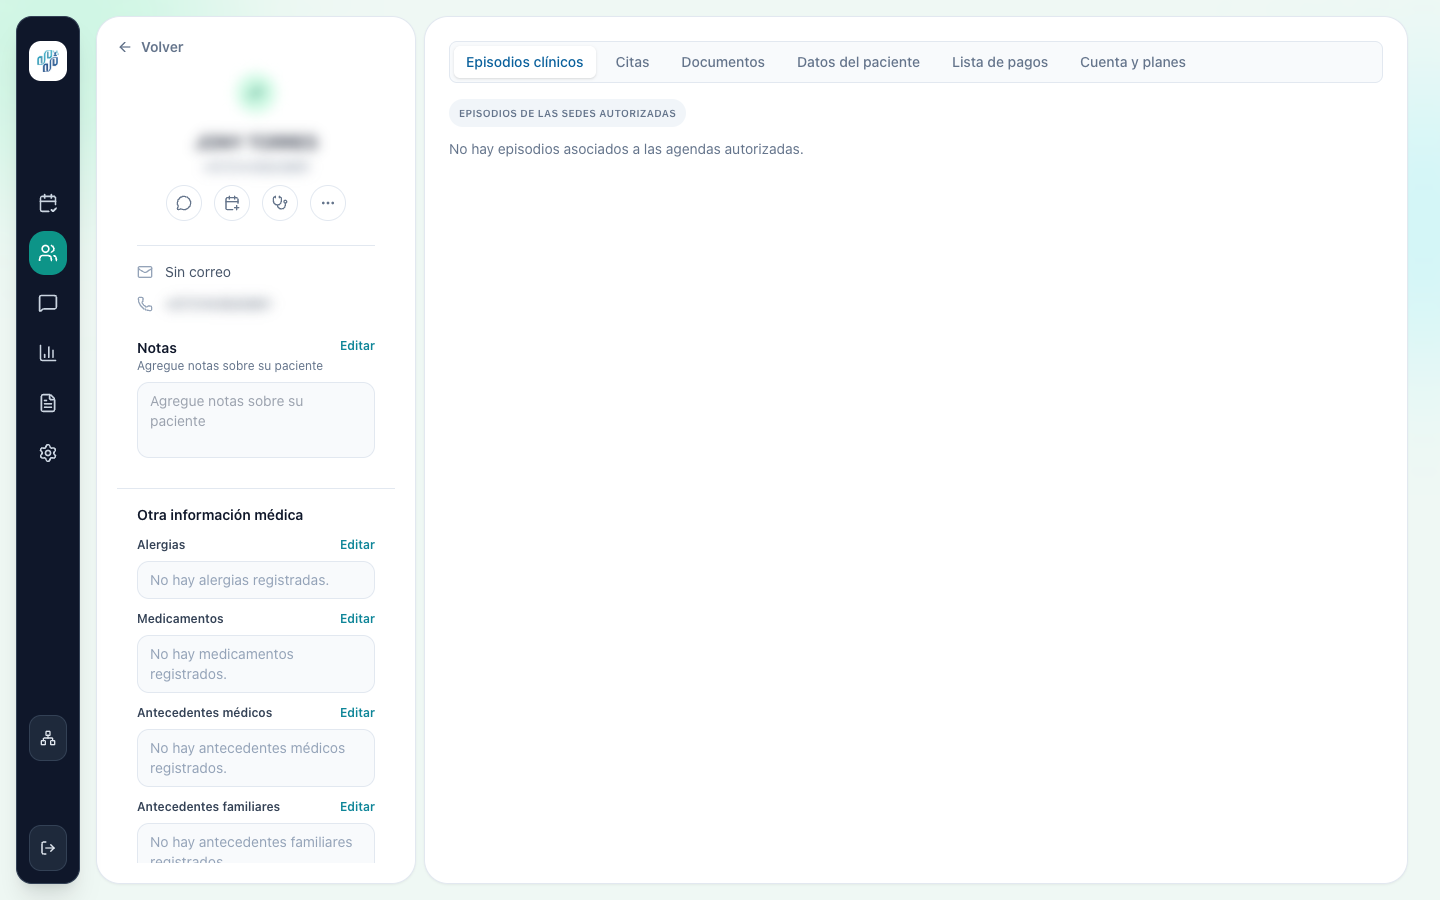 Volver
Sin correo
Notas
Editar
Agregue notas sobre su paciente
Agregue notas sobre su
paciente
Otra información médica
Alergias
Editar
No hay alergias registradas.
Medicamentos
Editar
No hay medicamentos
registrados.
Antecedentes médicos
Editar
No hay antecedentes médicos
registrados.
Antecedentes familiares
Editar
No hay antecedentes familiares
registrados
Episodios clínicos
Citas
Documentos
Datos del paciente
Lista de pagos
Cuenta y planes
EPISODIOS DE LAS SEDES AUTORIZADAS
No hay episodios asociados a las agendas autorizadas.